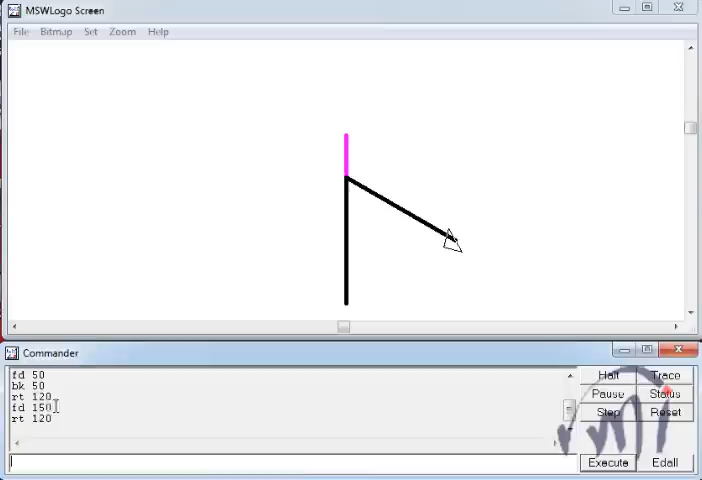 MSWLogo Screen
File Bitmap Set Zoom Help
Commander
fd 50
bk 50
rt 120
fd 150
rt 120
Halt Trace
Pause Status
Step Reset
Execute Edall